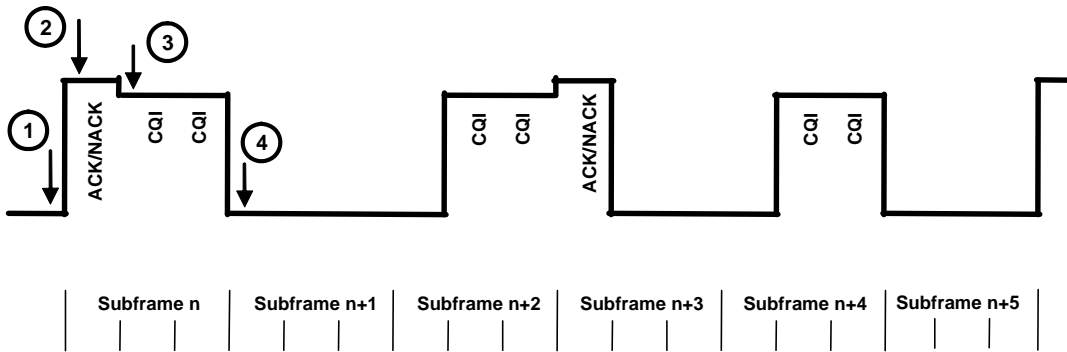 2
3
1
4
ACK/NACK
CQI
CQI
CQI
CQI
ACK/NACK
CQI
CQI
Subframe n
Subframe n+1
Subframe n+2
Subframe n+3
Subframe n+4
Subframe n+5